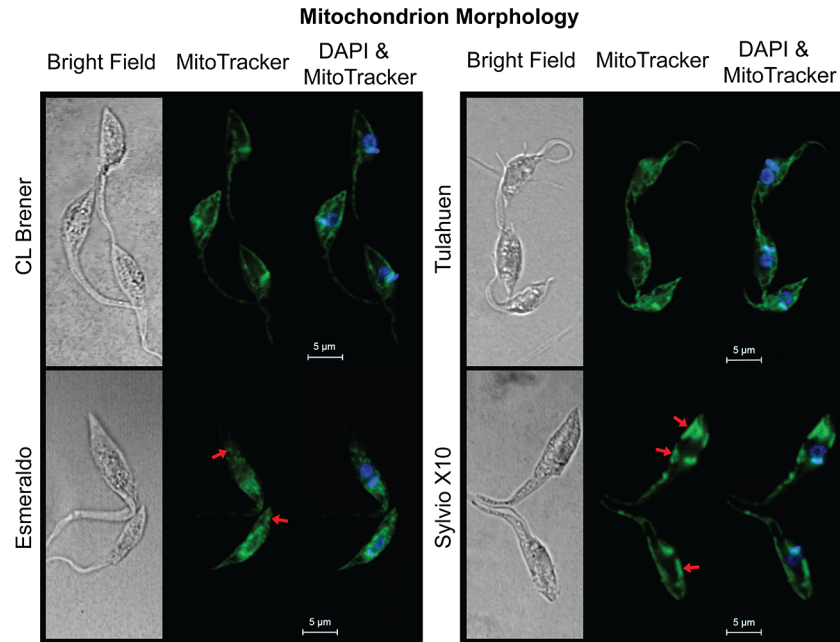 Mitochondrion Morphology
Bright Field
MitoTracker
DAPI &
MitoTracker
Bright Field
MitoTracker
DAPI &
MitoTracker
CL Brener
5 µm
Tulahuen
5 µm
Esmeraldo
5 µm
Sylvio X10
5 µm